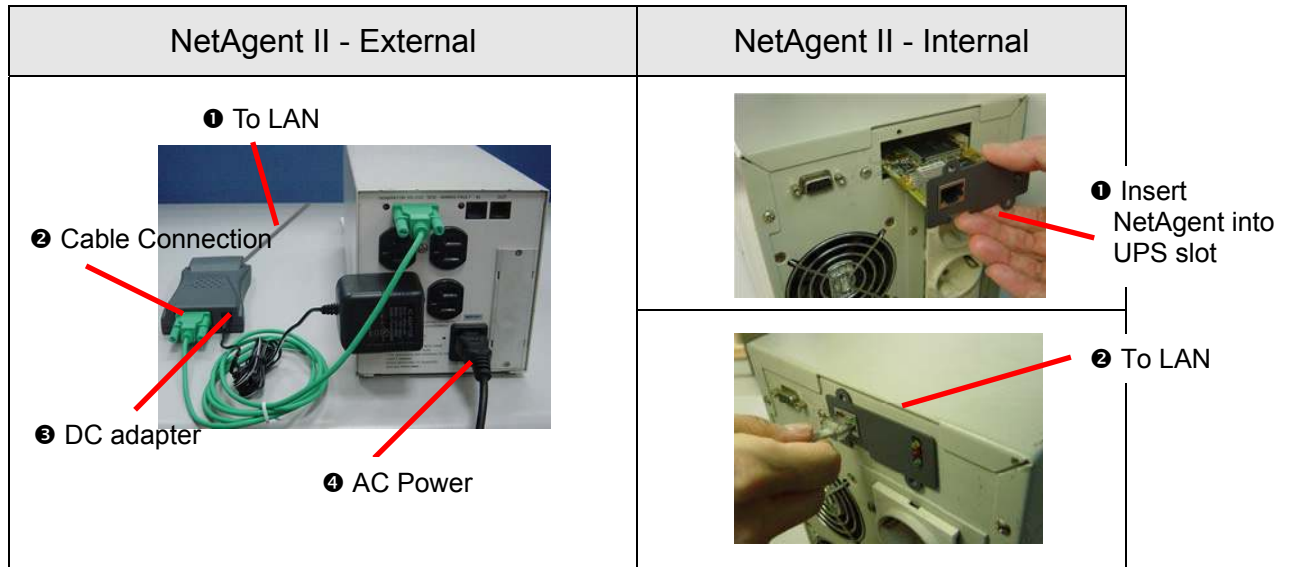 NetAgent II - External
NetAgent II - Internal
❶ To LAN
❷ Cable Connection
❸ DC adapter
❹ AC Power
❶ Insert
NetAgent into
UPS slot
❷ To LAN